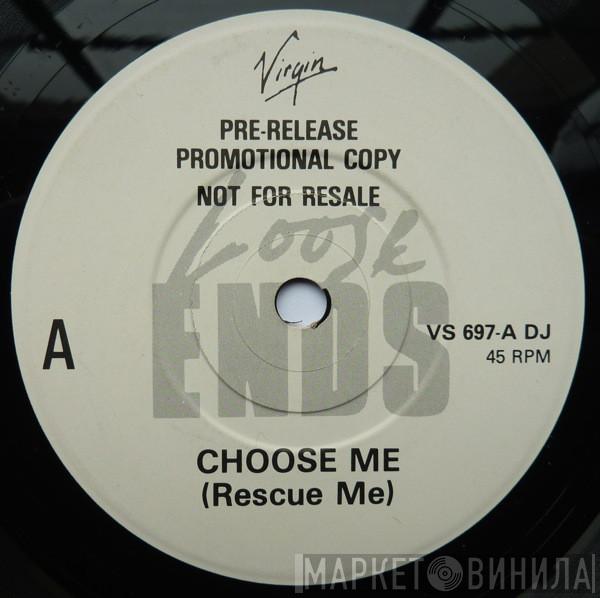 Virgin
PRE-RELEASE
PROMOTIONAL COPY
NOT FOR RESALE
Loose
ENDS
A
VS 697-A DJ
45 RPM
CHOOSE ME
(Rescue Me)
МАРКЕТ ВИНИЛА